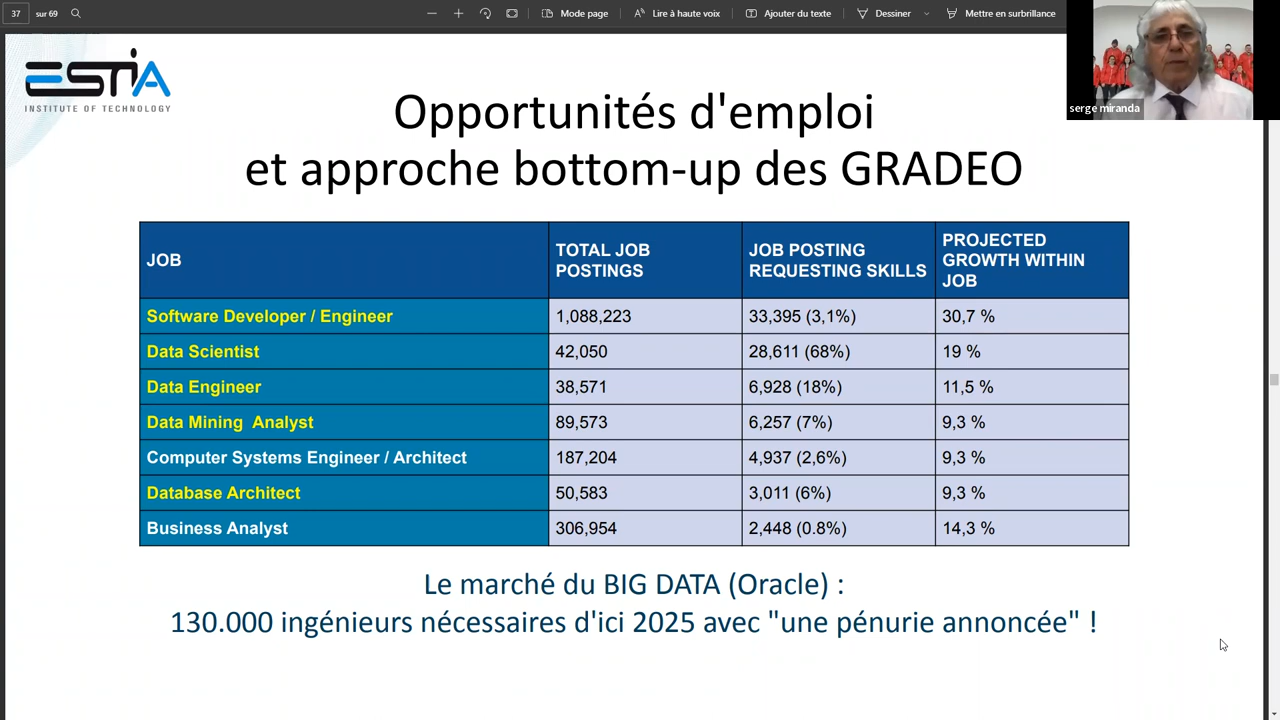 37 sur 69 Mode page Lire à haute voix Ajouter du texte Dessiner Mettre en surbrillance
serge miranda
ESTIA
INSTITUTE OF TECHNOLOGY
Opportunités d'emploi
et approche bottom-up des GRADEO
JOB TOTAL JOB POSTINGS JOB POSTING REQUESTING SKILLS PROJECTED GROWTH WITHIN JOB
Software Developer / Engineer 1,088,223 33,395 (3,1%) 30,7 %
Data Scientist 42,050 28,611 (68%) 19 %
Data Engineer 38,571 6,928 (18%) 11,5 %
Data Mining Analyst 89,573 6,257 (7%) 9,3 %
Computer Systems Engineer / Architect 187,204 4,937 (2,6%) 9,3 %
Database Architect 50,583 3,011 (6%) 9,3 %
Business Analyst 306,954 2,448 (0.8%) 14,3 %
Le marché du BIG DATA (Oracle) :
130.000 ingénieurs nécessaires d'ici 2025 avec "une pénurie annoncée" !